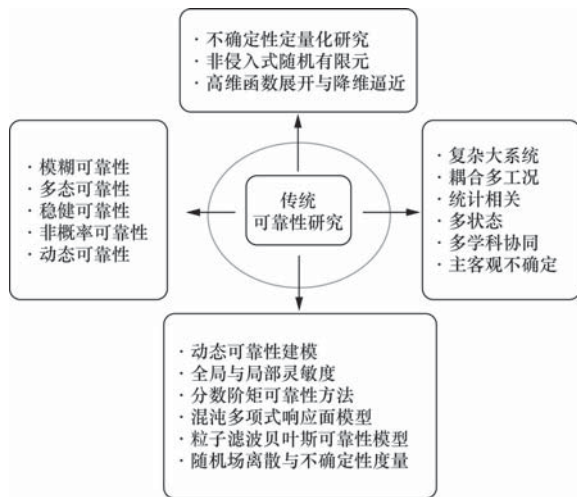 · 不确定性定量化研究
· 非侵入式随机有限元
· 高维函数展开与降维逼近
· 模糊可靠性
· 多态可靠性
· 稳健可靠性
· 非概率可靠性
· 动态可靠性
传统
可靠性研究
· 复杂大系统
· 耦合多工况
· 统计相关
· 多状态
· 多学科协同
· 主客观不确定
· 动态可靠性建模
· 全局与局部灵敏度
· 分数阶矩可靠性方法
· 混沌多项式响应面模型
· 粒子滤波贝叶斯可靠性模型
· 随机场离散与不确定性度量